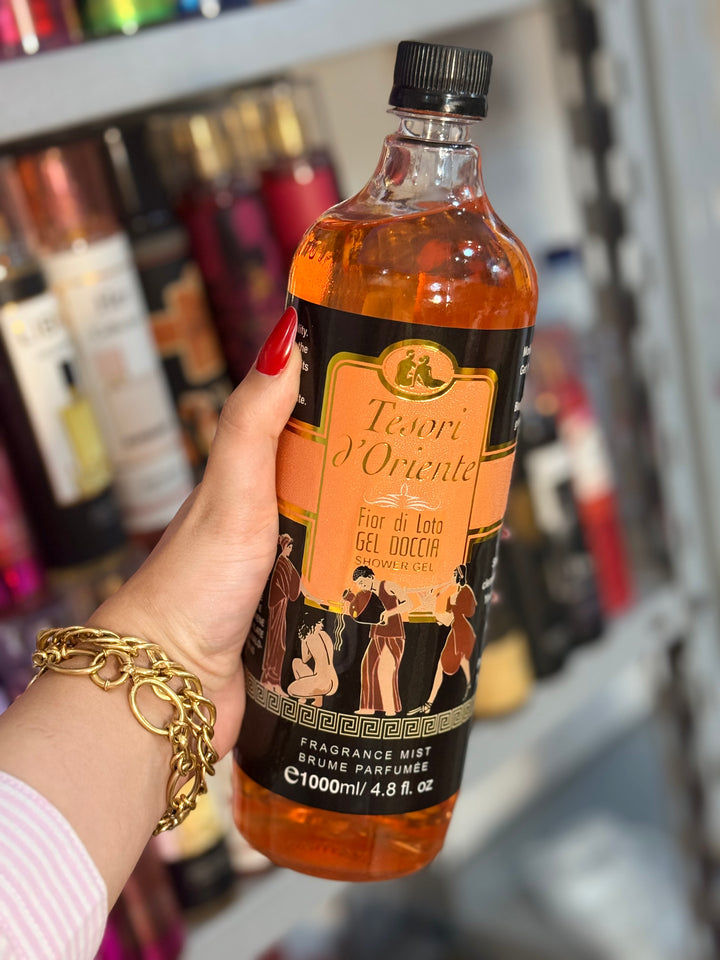 Tesori
d'Oriente
Fior di Loto
GEL DOCCIA
SHOWER GEL
FRAGRANCE MIST
BRUME PARFUMÉE
℮1000ml/ 4.8 fl. oz